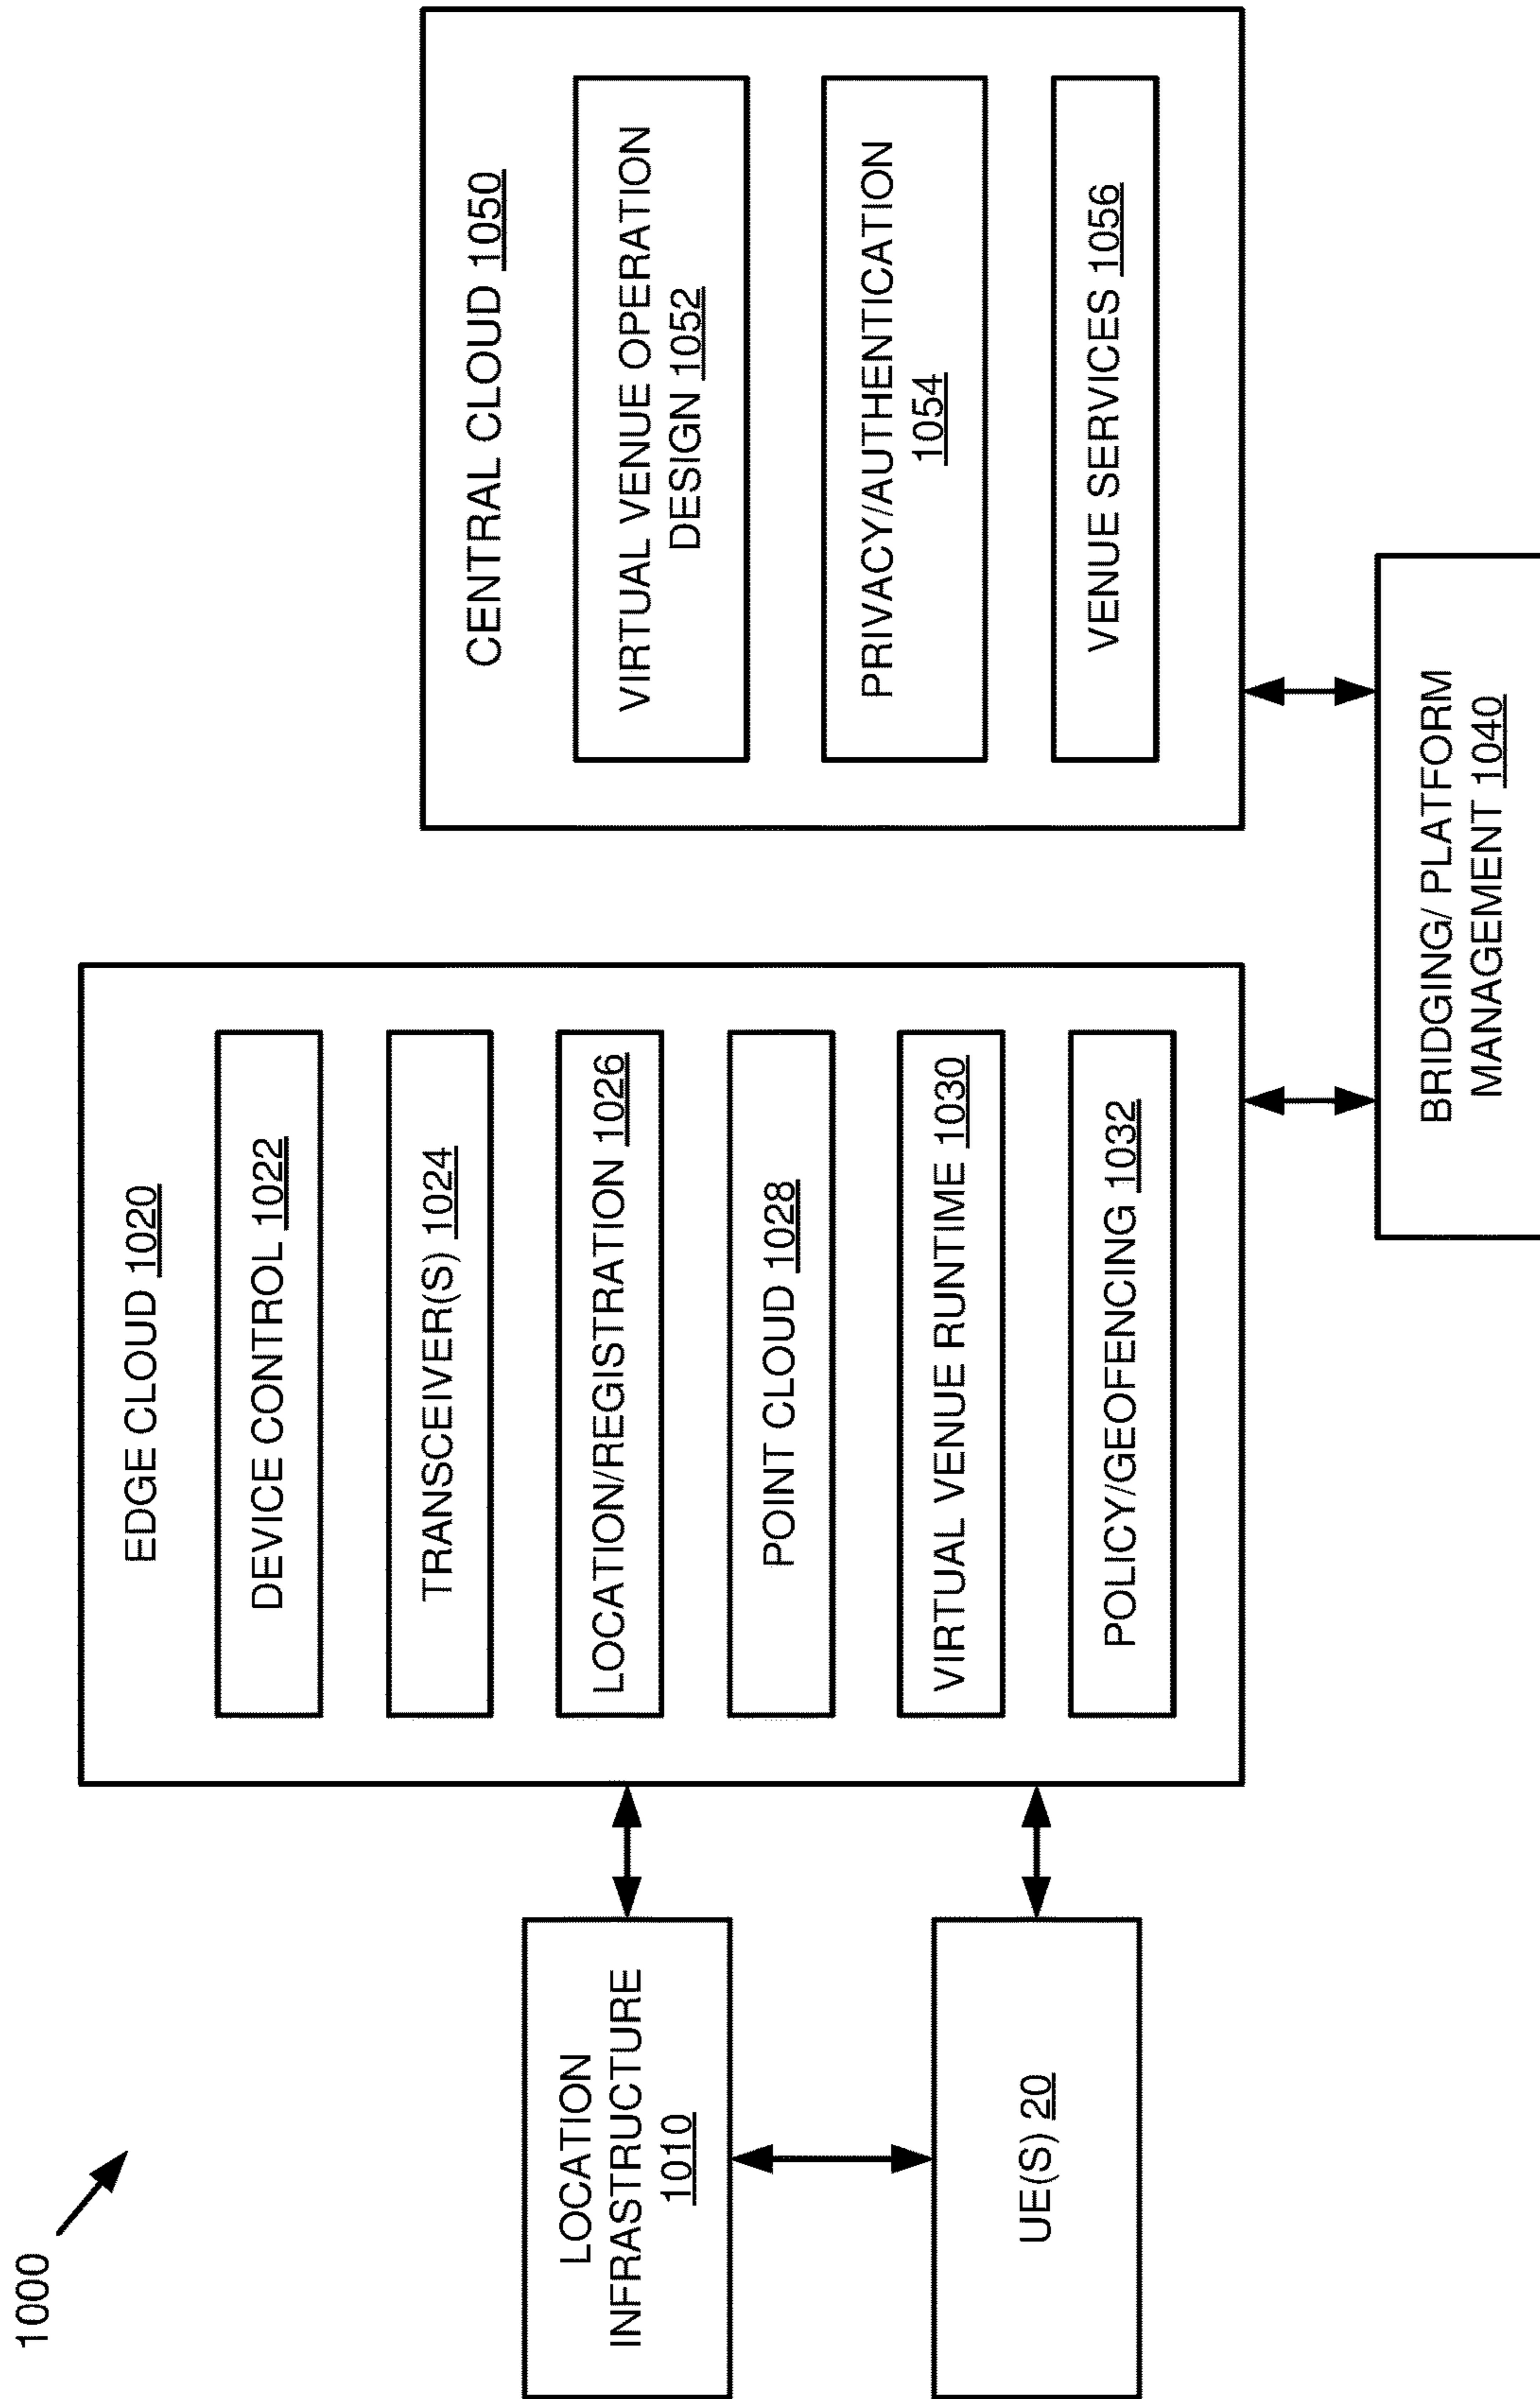 1000
LOCATION
INFRASTRUCTURE
1010
UE(S) 20
EDGE CLOUD 1020
DEVICE CONTROL 1022
TRANSCEIVER(S) 1024
LOCATION/REGISTRATION 1026
POINT CLOUD 1028
VIRTUAL VENUE RUNTIME 1030
POLICY/GEOFENCING 1032
BRIDGING/ PLATFORM
MANAGEMENT 1040
CENTRAL CLOUD 1050
VIRTUAL VENUE OPERATION
DESIGN 1052
PRIVACY/AUTHENTICATION
1054
VENUE SERVICES 1056